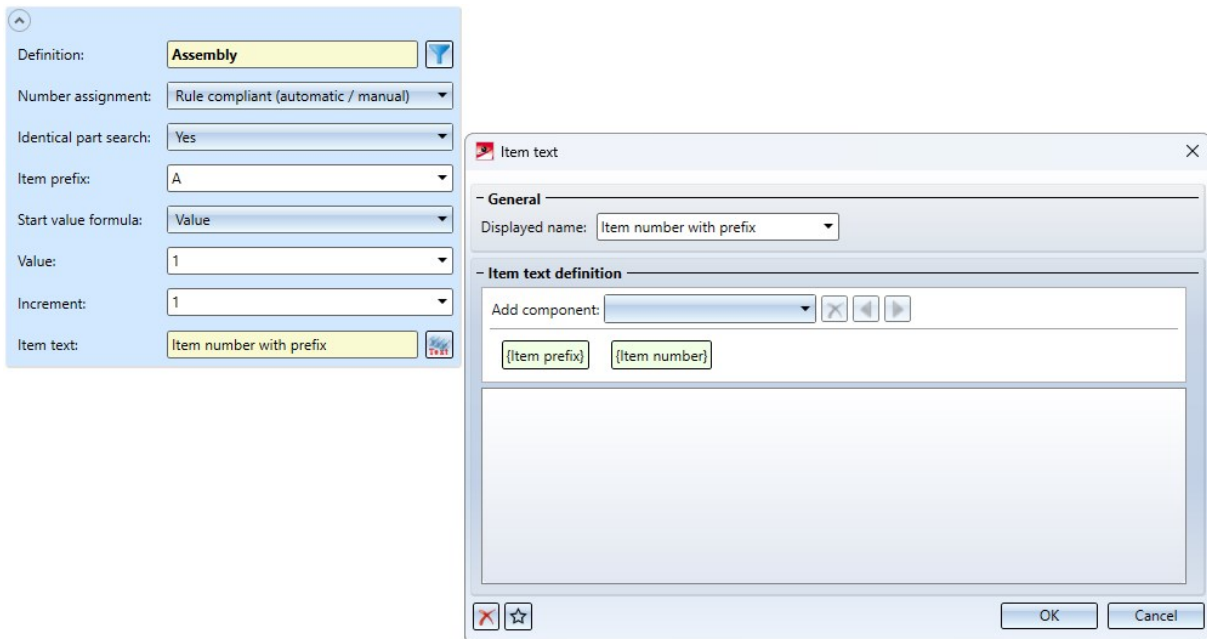 Definition: Assembly
Number assignment: Rule compliant (automatic / manual)
Identical part search: Yes
Item prefix: A
Start value formula: Value
Value: 1
Increment: 1
Item text: Item number with prefix
TEXT
Item text
General
Displayed name: Item number with prefix
Item text definition
Add component:
{Item prefix} {Item number}
OK Cancel